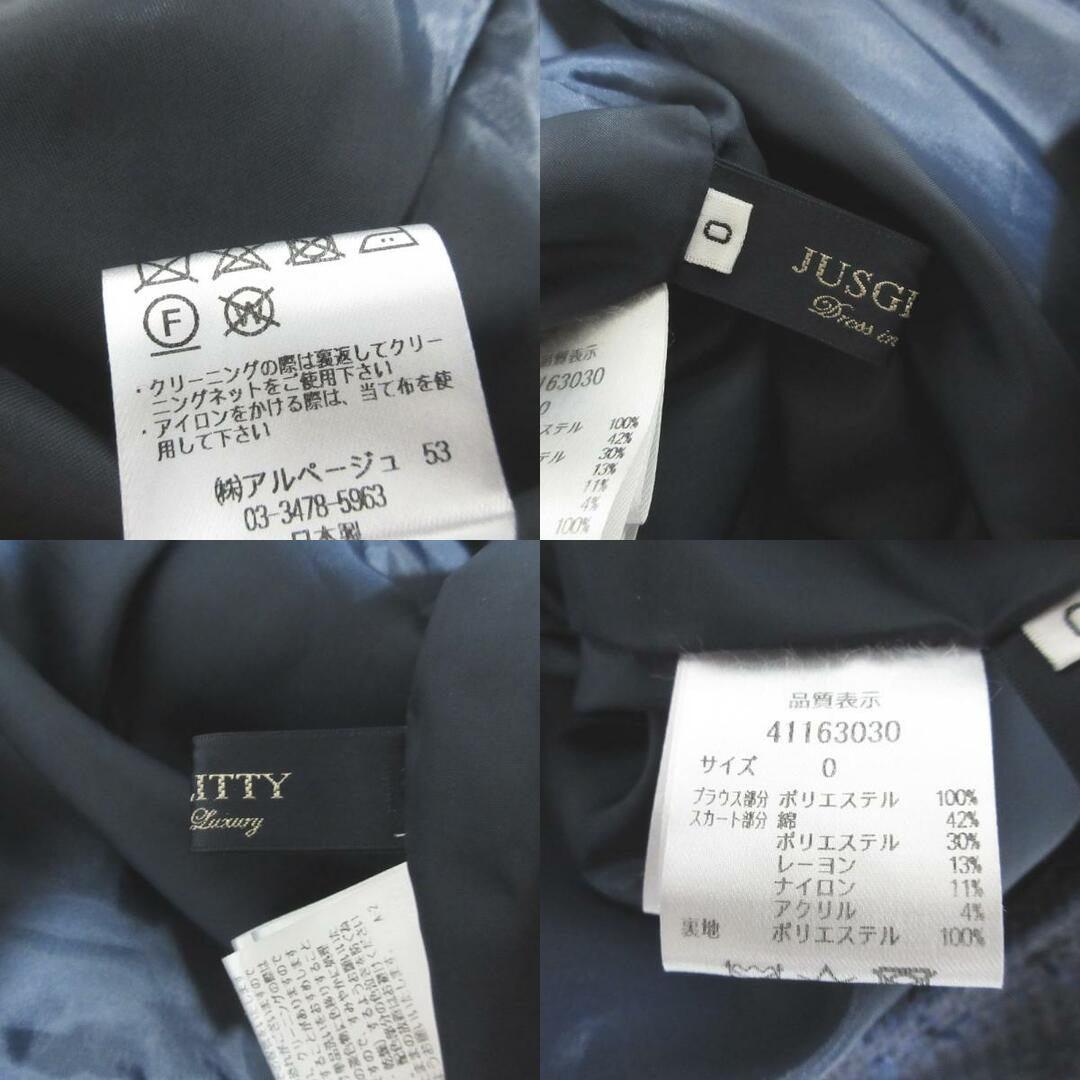 F
W
・クリーニングの際は裏返してクリー
ニングネットをご使用下さい
・アイロンをかける際は、当て布を使
用して下さい
㈱アルページュ 53
03-3478-5963
日本製
0
JUSGL
Dress in
品質表示
1163030
0
ステル 100%
42%
テル 30%
13%
11%
4%
100%
ITTY
Luxury
A-2
品質表示
41163030
サイズ 0
ブラウス部分 ポリエステル 100%
スカート部分 綿 42%
ポリエステル 30%
レーヨン 13%
ナイロン 11%
アクリル 4%
裏地 ポリエステル 100%